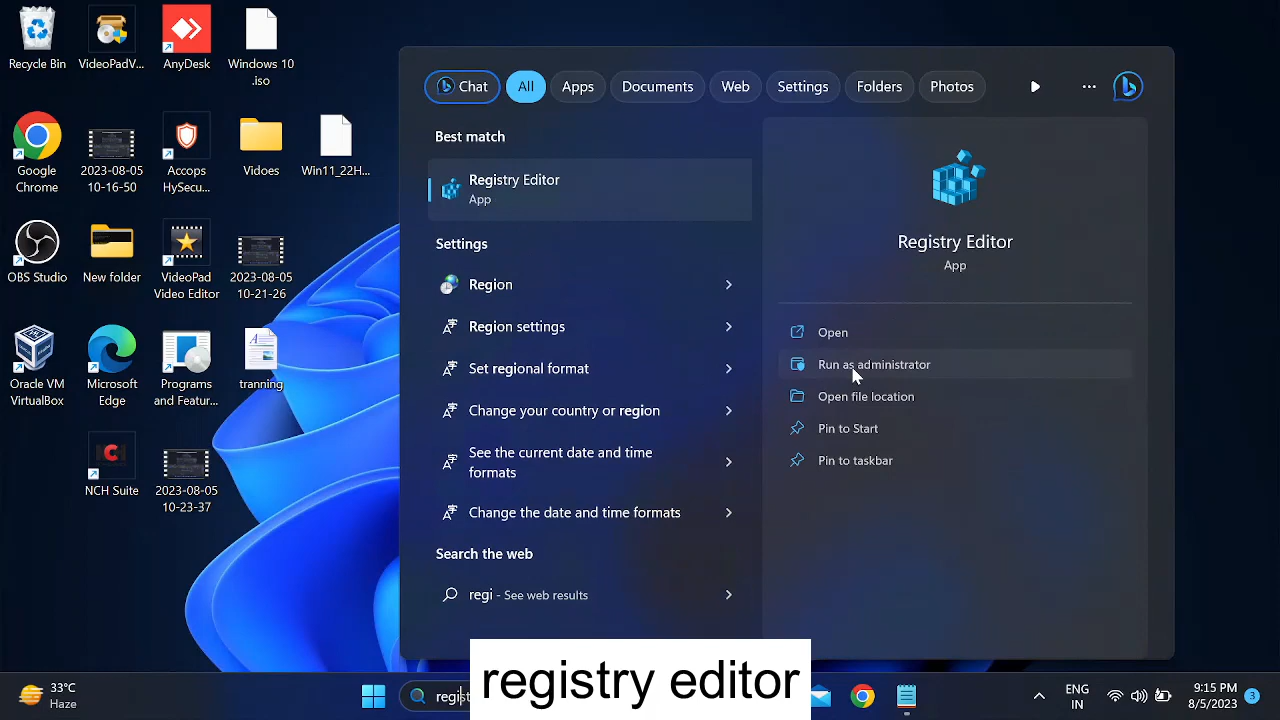 Recycle Bin
VideoPadV...
AnyDesk
Windows 10
.iso
Google
Chrome
2023-08-05
10-16-50
Accops
HySecu...
Vidoes
Win11_22H...
OBS Studio
New folder
VideoPad
Video Editor
2023-08-05
10-21-26
Oracle VM
VirtualBox
Microsoft
Edge
Programs
and Featur...
tranning
NCH Suite
2023-08-05
10-23-37
Chat
All
Apps
Documents
Web
Settings
Folders
Photos
Best match
Registry Editor
App
Settings
Region
Region settings
Set regional format
Change your country or region
See the current date and time
formats
Change the date and time formats
Search the web
regi - See web results
Registry Editor
App
Open
Run as administrator
Open file location
Pin to Start
Pin to taskbar
registry editor
33°C
Haze
regi
ENG
IN
9:15 PM
8/5/2023
3